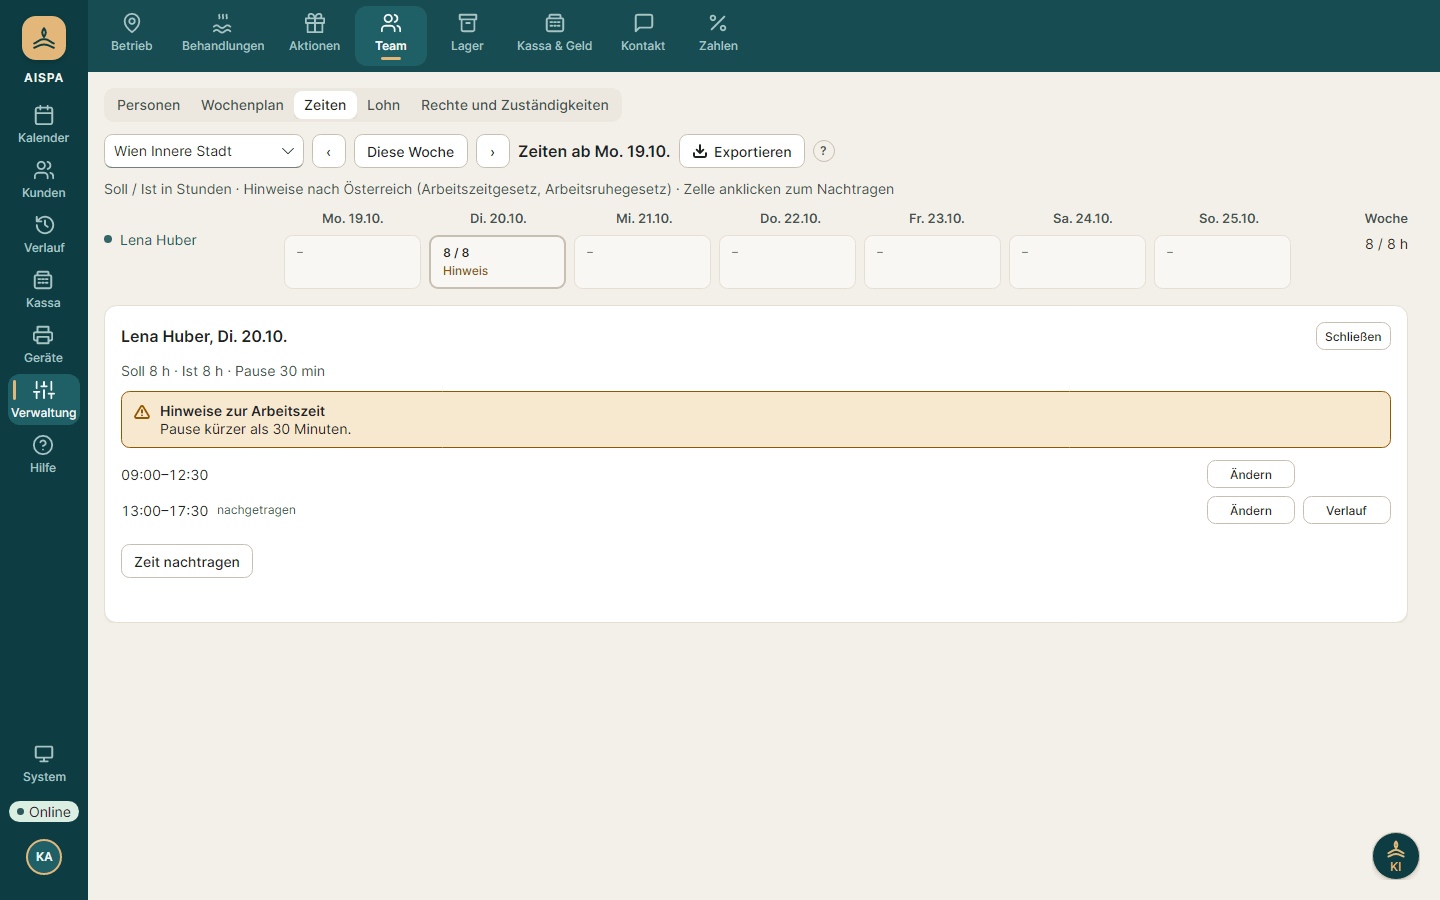 AISPA
Kalender
Kunden
Verlauf
Kassa
Geräte
Verwaltung
Hilfe
System
Online
KA
Betrieb
Behandlungen
Aktionen
Team
Lager
Kassa & Geld
Kontakt
Zahlen
Personen Wochenplan Zeiten Lohn Rechte und Zuständigkeiten
Wien Innere Stadt ‹ Diese Woche › Zeiten ab Mo. 19.10. Exportieren ?
Soll / Ist in Stunden · Hinweise nach Österreich (Arbeitszeitgesetz, Arbeitsruhegesetz) · Zelle anklicken zum Nachtragen
Mo. 19.10. Di. 20.10. Mi. 21.10. Do. 22.10. Fr. 23.10. Sa. 24.10. So. 25.10. Woche
Lena Huber – 8 / 8 – – – – – 8 / 8 h
Hinweis
Lena Huber, Di. 20.10. Schließen
Soll 8 h · Ist 8 h · Pause 30 min
Hinweise zur Arbeitszeit
Pause kürzer als 30 Minuten.
09:00–12:30 Ändern
13:00–17:30 nachgetragen Ändern Verlauf
Zeit nachtragen
KI